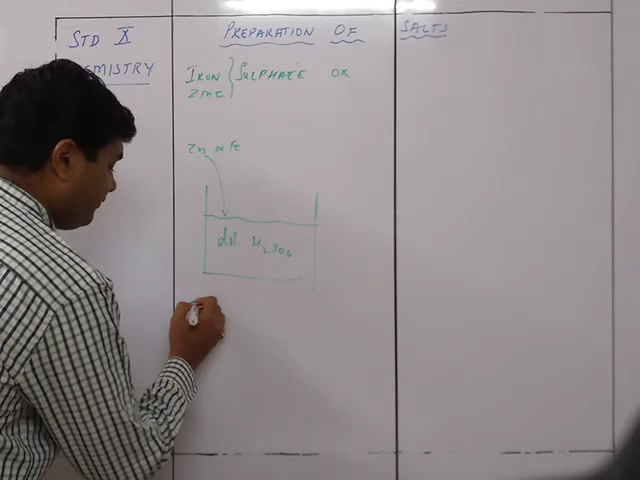 STD X
PREPARATION OF SALTS
EMISTRY
IRON } SULPHATE OR
ZINC
Zn or Fe
dil. H₂SO₄